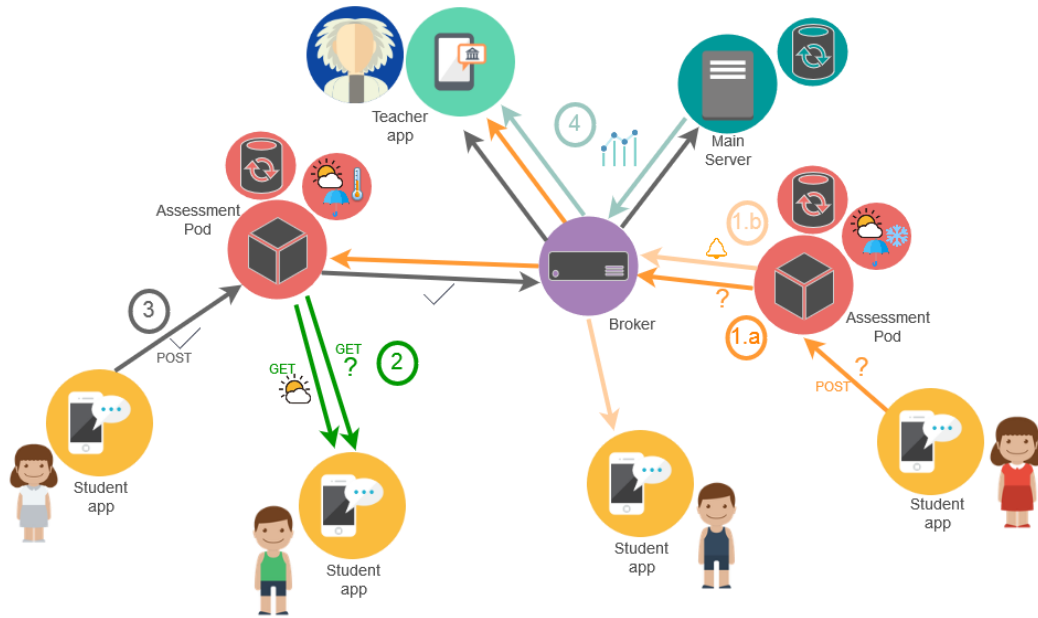 Teacher
app
4
Main
Server
Assessment
Pod
1.b
Broker
?
1.a
Assessment
Pod
3
POST
GET
?
GET
2
?
POST
Student
app
Student
app
Student
app
Student
app